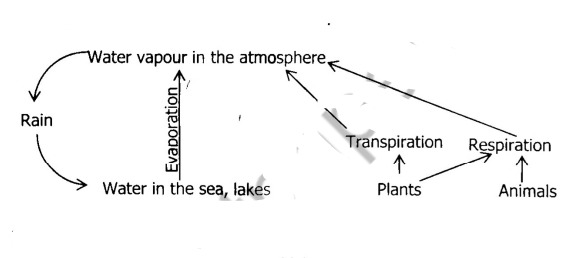 Water vapour in the atmosphere
Evaporation
Rain
Transpiration
Respiration
Water in the sea, lakes
Plants
Animals